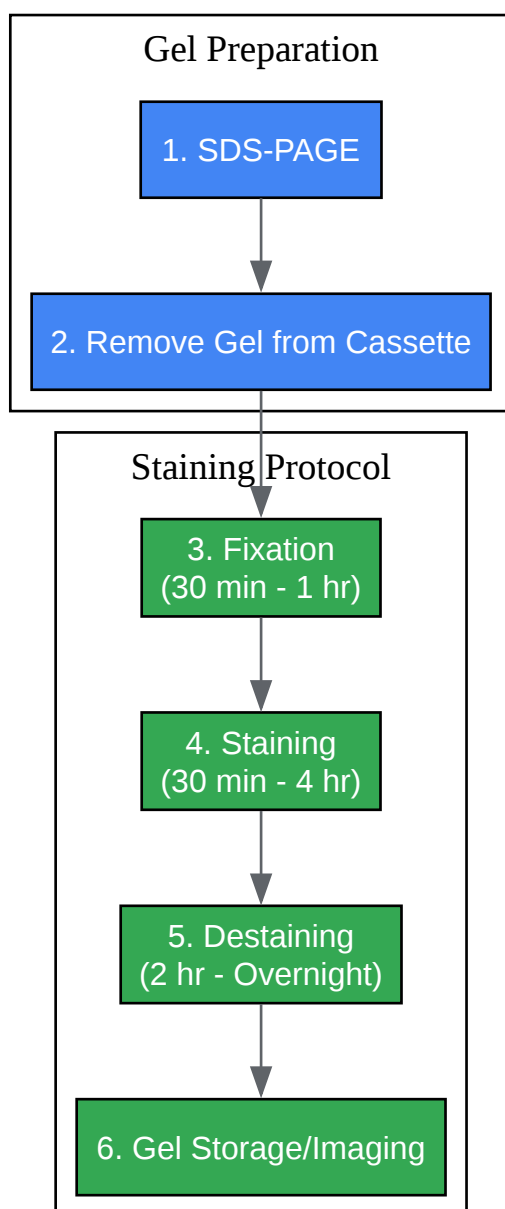 Gel Preparation
1. SDS-PAGE
2. Remove Gel from Cassette
Staining Protocol
3. Fixation
(30 min - 1 hr)
4. Staining
(30 min - 4 hr)
5. Destaining
(2 hr - Overnight)
6. Gel Storage/Imaging